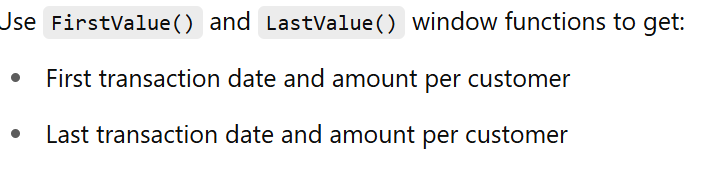 Use FirstValue() and LastValue() window functions to get:
• First transaction date and amount per customer
• Last transaction date and amount per customer